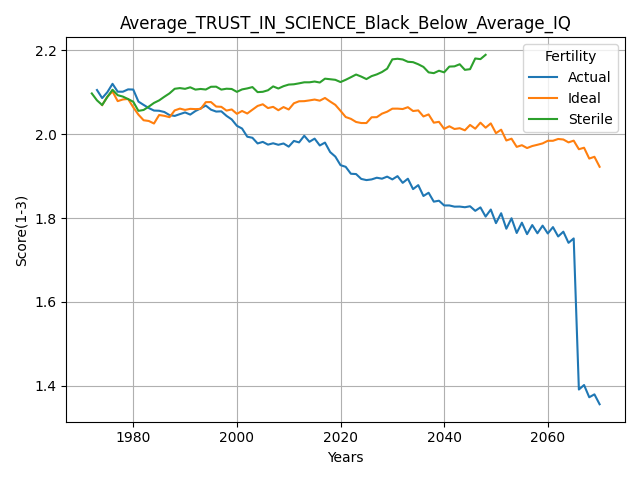 Average_TRUST_IN_SCIENCE_Black_Below_Average_IQ
Score(1-3)
2.2
2.0
1.8
1.6
1.4
Fertility
Actual
Ideal
Sterile
1980
2000
2020
2040
2060
Years